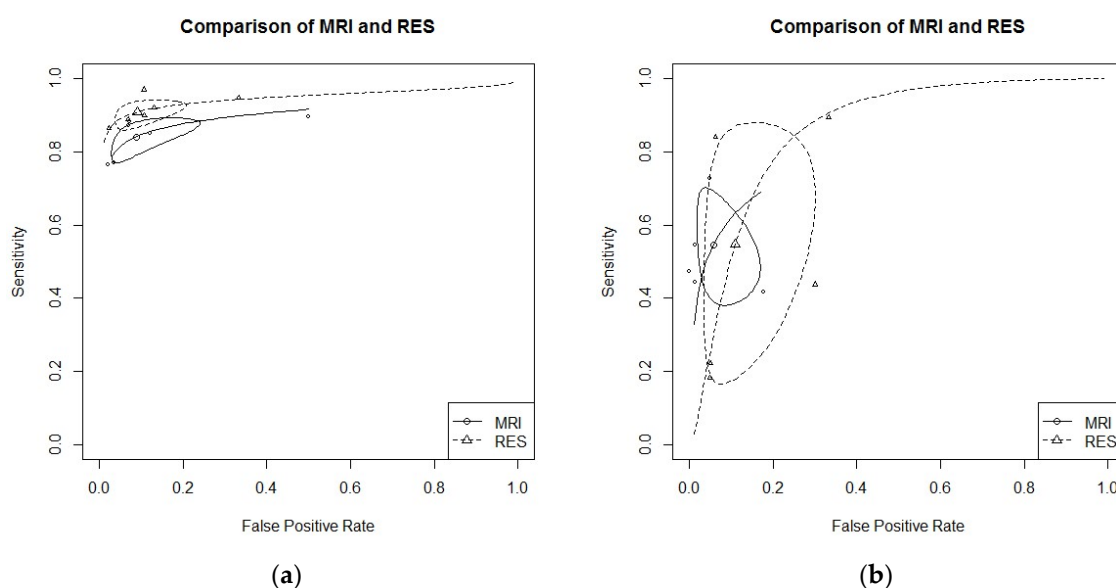 Comparison of MRI and RES
Sensitivity
0.0 0.2 0.4 0.6 0.8 1.0
0.0 0.2 0.4 0.6 0.8 1.0
False Positive Rate
MRI
RES
(a)
Comparison of MRI and RES
Sensitivity
0.0 0.2 0.4 0.6 0.8 1.0
0.0 0.2 0.4 0.6 0.8 1.0
False Positive Rate
MRI
RES
(b)